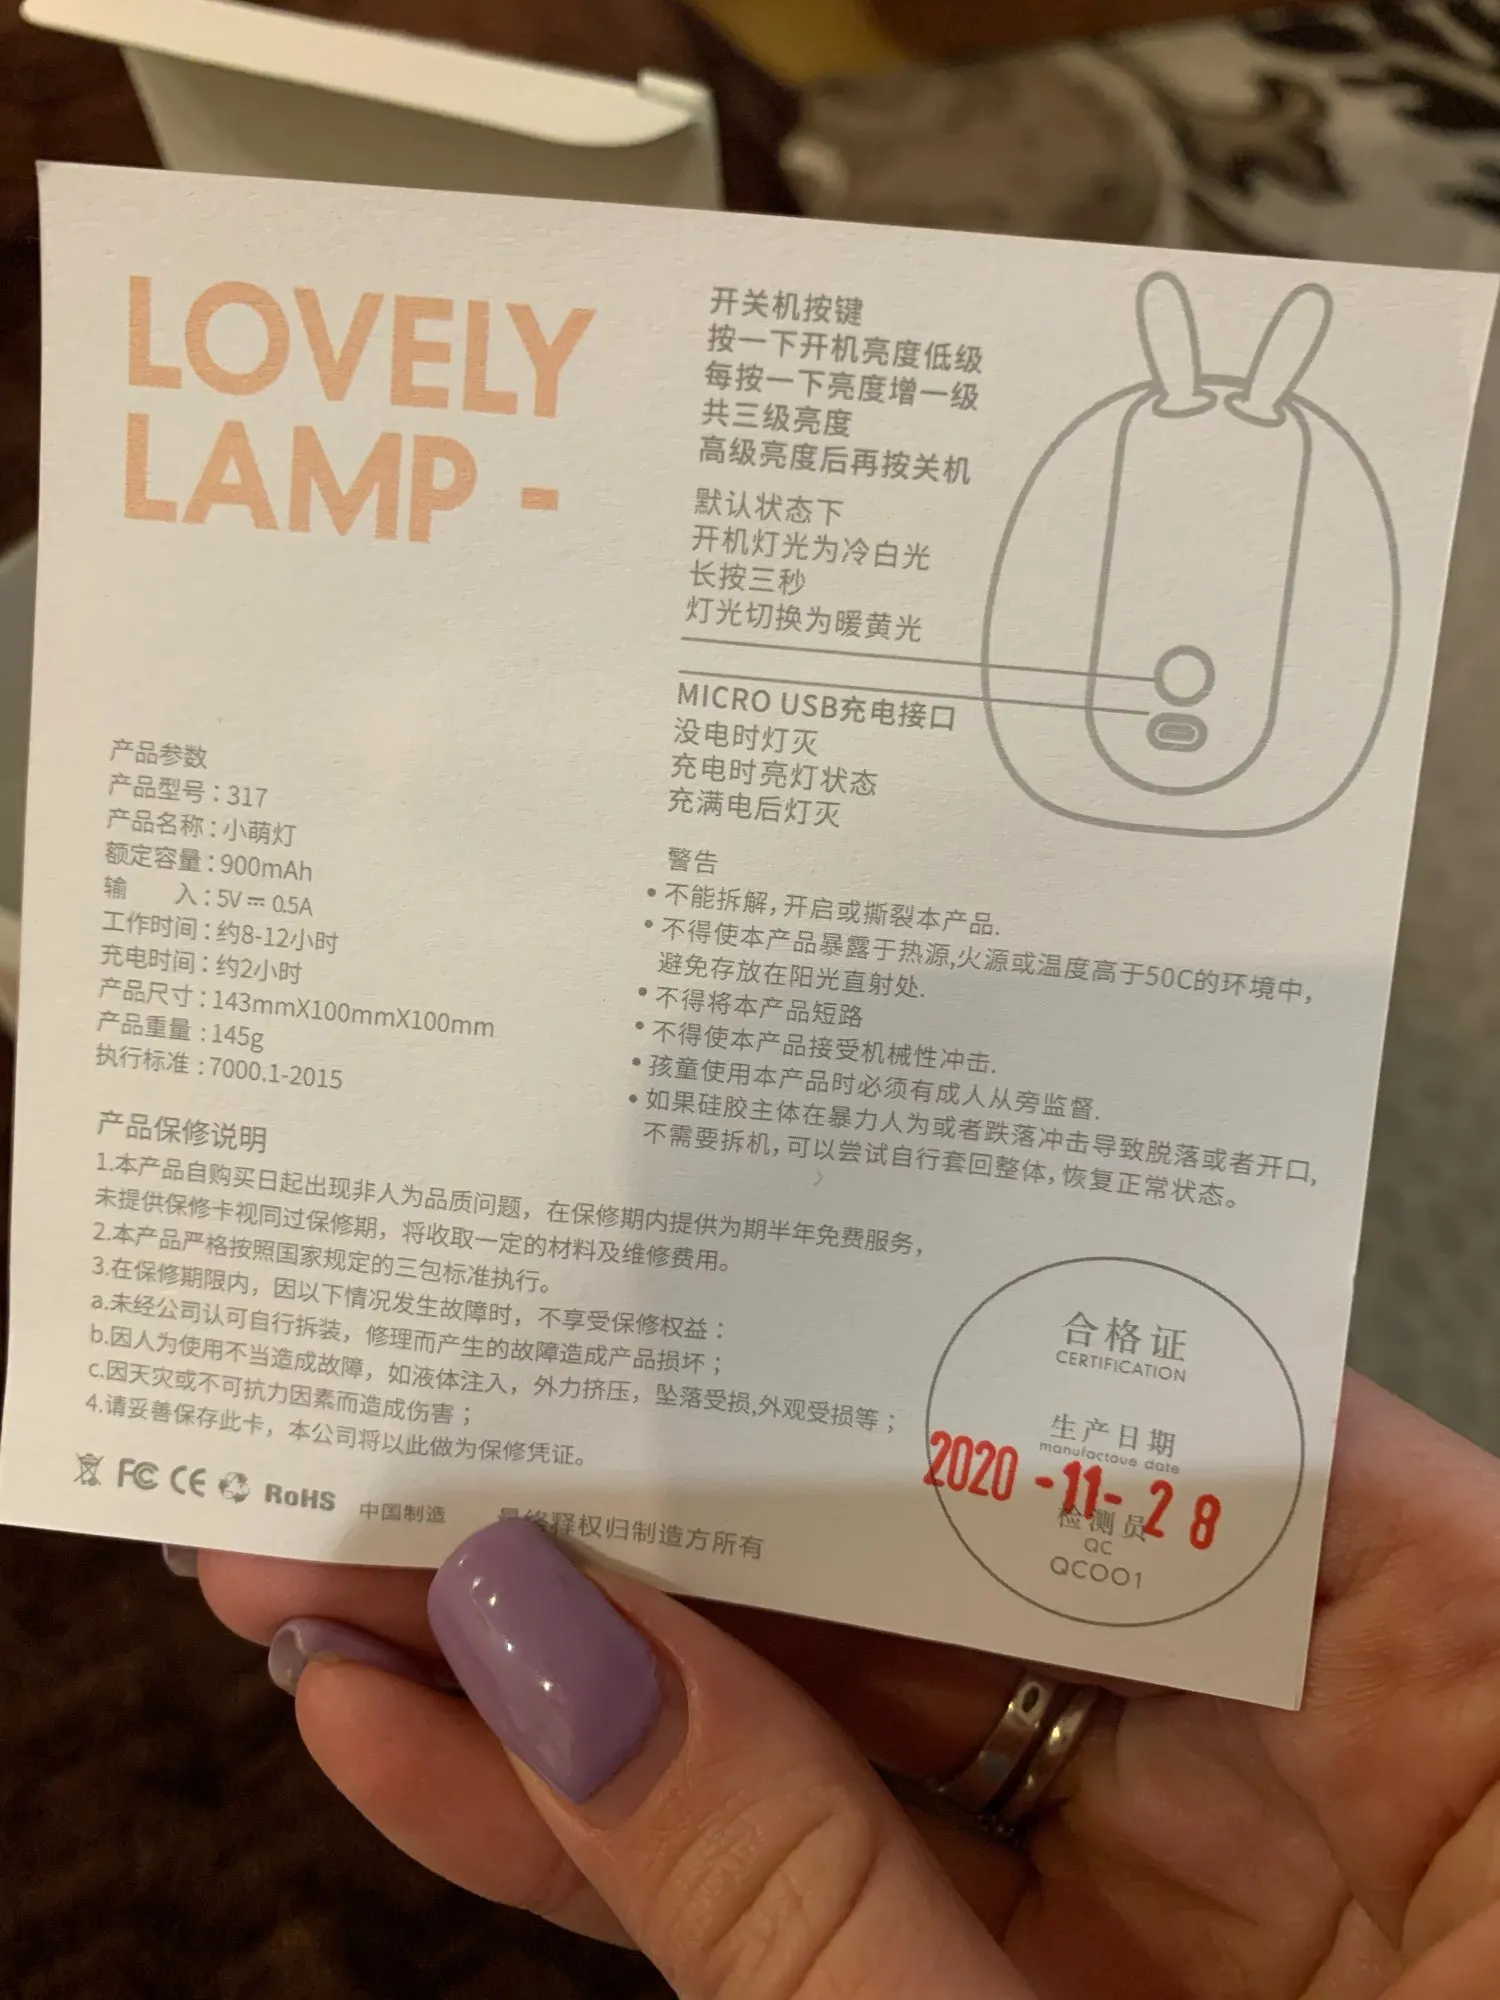 LOVELY
LAMP -
开关机按键
按一下开机亮度低级
每按一下亮度增一级
共三级亮度
高级亮度后再按关机
默认状态下
开机灯光为冷白光
长按三秒
灯光切换为暖黄光
MICRO USB充电接口
没电时灯灭
充电时亮灯状态
充满电后灯灭
产品参数
产品型号：317
产品名称：小萌灯
额定容量：900mAh
输 入：5V⎓0.5A
工作时间：约8-12小时
充电时间：约2小时
产品尺寸：143mmX100mmX100mm
产品重量：145g
执行标准：7000.1-2015
警告
• 不能拆解,开启或撕裂本产品.
• 不得使本产品暴露于热源,火源或温度高于50C的环境中,
避免存放在阳光直射处.
• 不得将本产品短路
• 不得使本产品接受机械性冲击.
• 孩童使用本产品时必须有成人从旁监督.
• 如果硅胶主体在暴力人为或者跌落冲击导致脱落或者开口,
不需要拆机,可以尝试自行套回整体,恢复正常状态。
产品保修说明
1.本产品自购买日起出现非人为品质问题，在保修期内提供为期半年免费服务，
未提供保修卡视同过保修期，将收取一定的材料及维修费用。
2.本产品严格按照国家规定的三包标准执行。
3.在保修期限内，因以下情况发生故障时，不享受保修权益：
a.未经公司认可自行拆装，修理而产生的故障造成产品损坏；
b.因人为使用不当造成故障，如液体注入，外力挤压，坠落受损,外观受损等；
c.因天灾或不可抗力因素而造成伤害；
4.请妥善保存此卡，本公司将以此做为保修凭证。
FC CE RoHS 中国制造
释权归制造方所有
合格证
CERTIFICATION
生产日期
manufactoue date
2020-11-28
检测员
QC
QC001